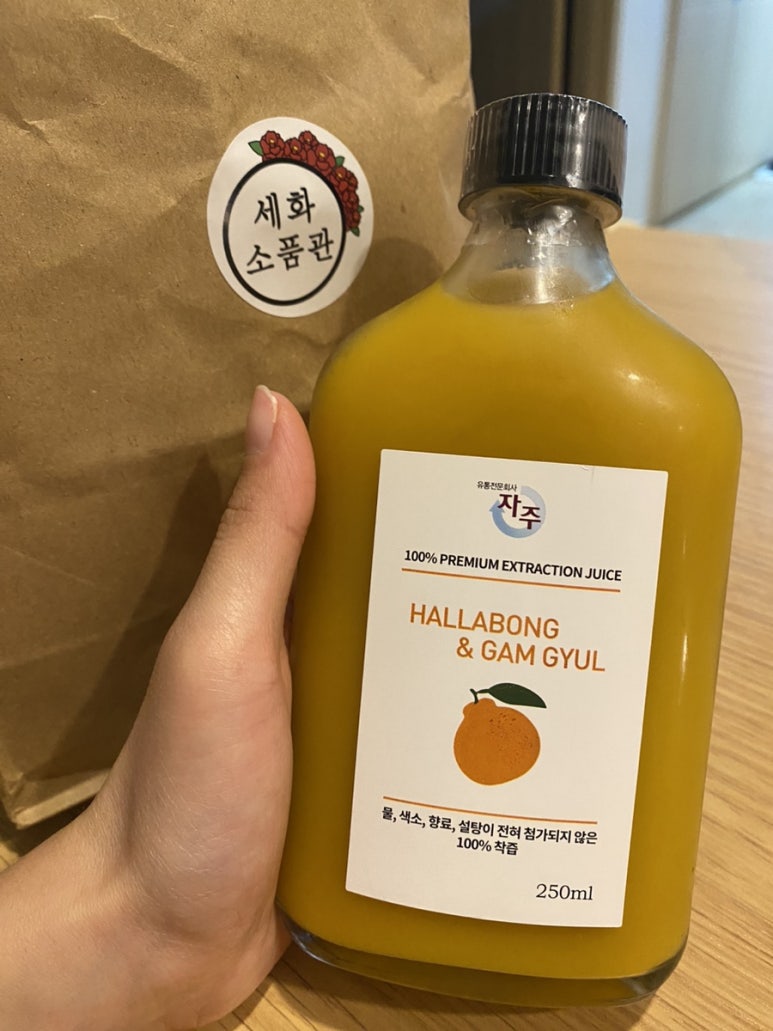 세화
소품관
유통전문회사
자주
100% PREMIUM EXTRACTION JUICE
HALLABONG
& GAM GYUL
물, 색소, 향료, 설탕이 전혀 첨가되지 않은
100% 착즙
250ml